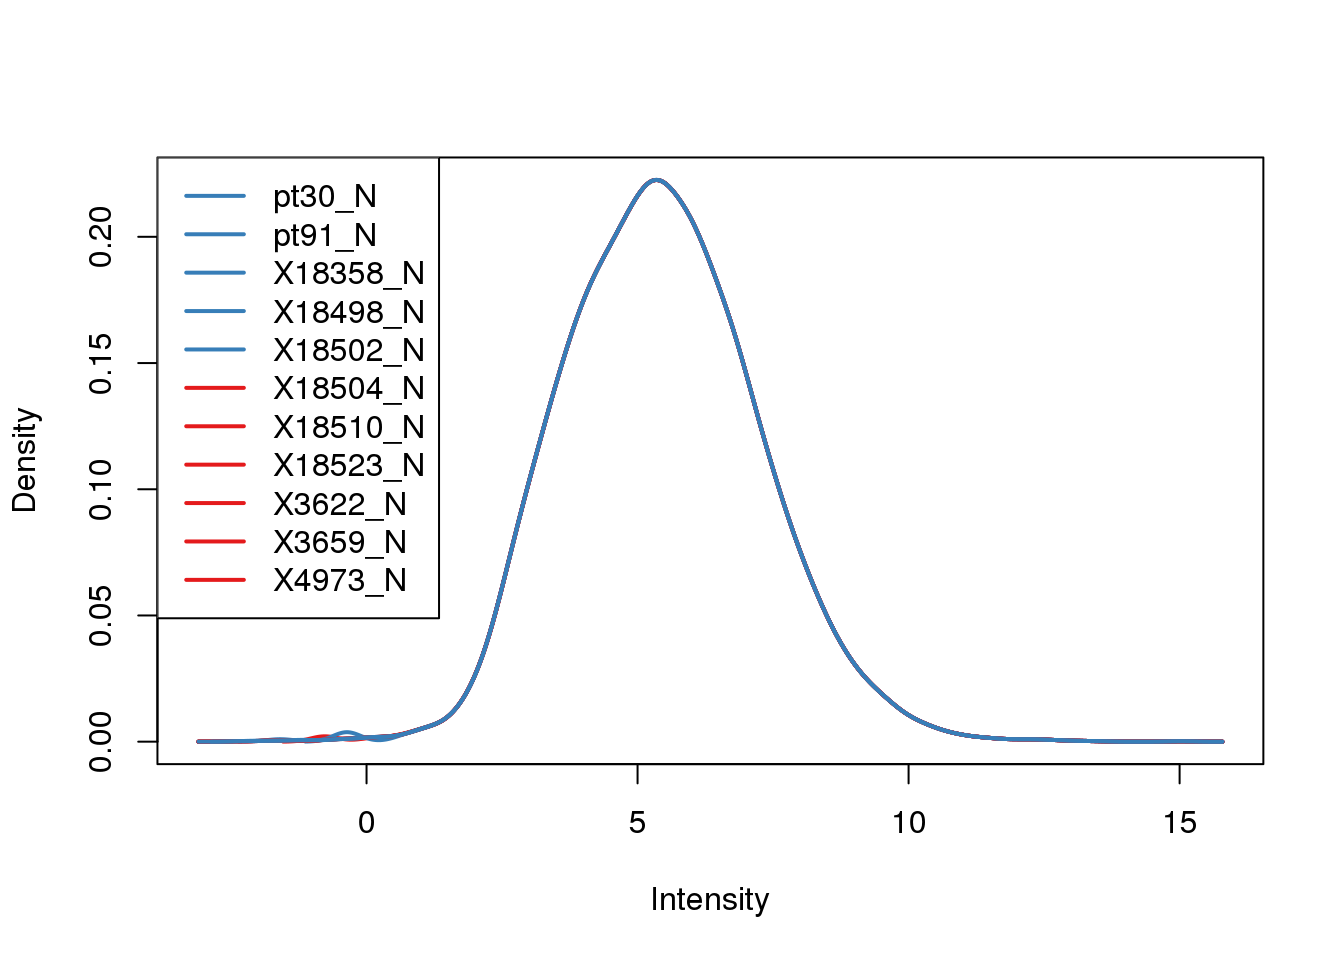 pt30_N
pt91_N
X18358_N
X18498_N
X18502_N
X18504_N
X18510_N
X18523_N
X3622_N
X3659_N
X4973_N
Density
0.20
0.15
0.10
0.05
0.00
0 5 10 15
Intensity